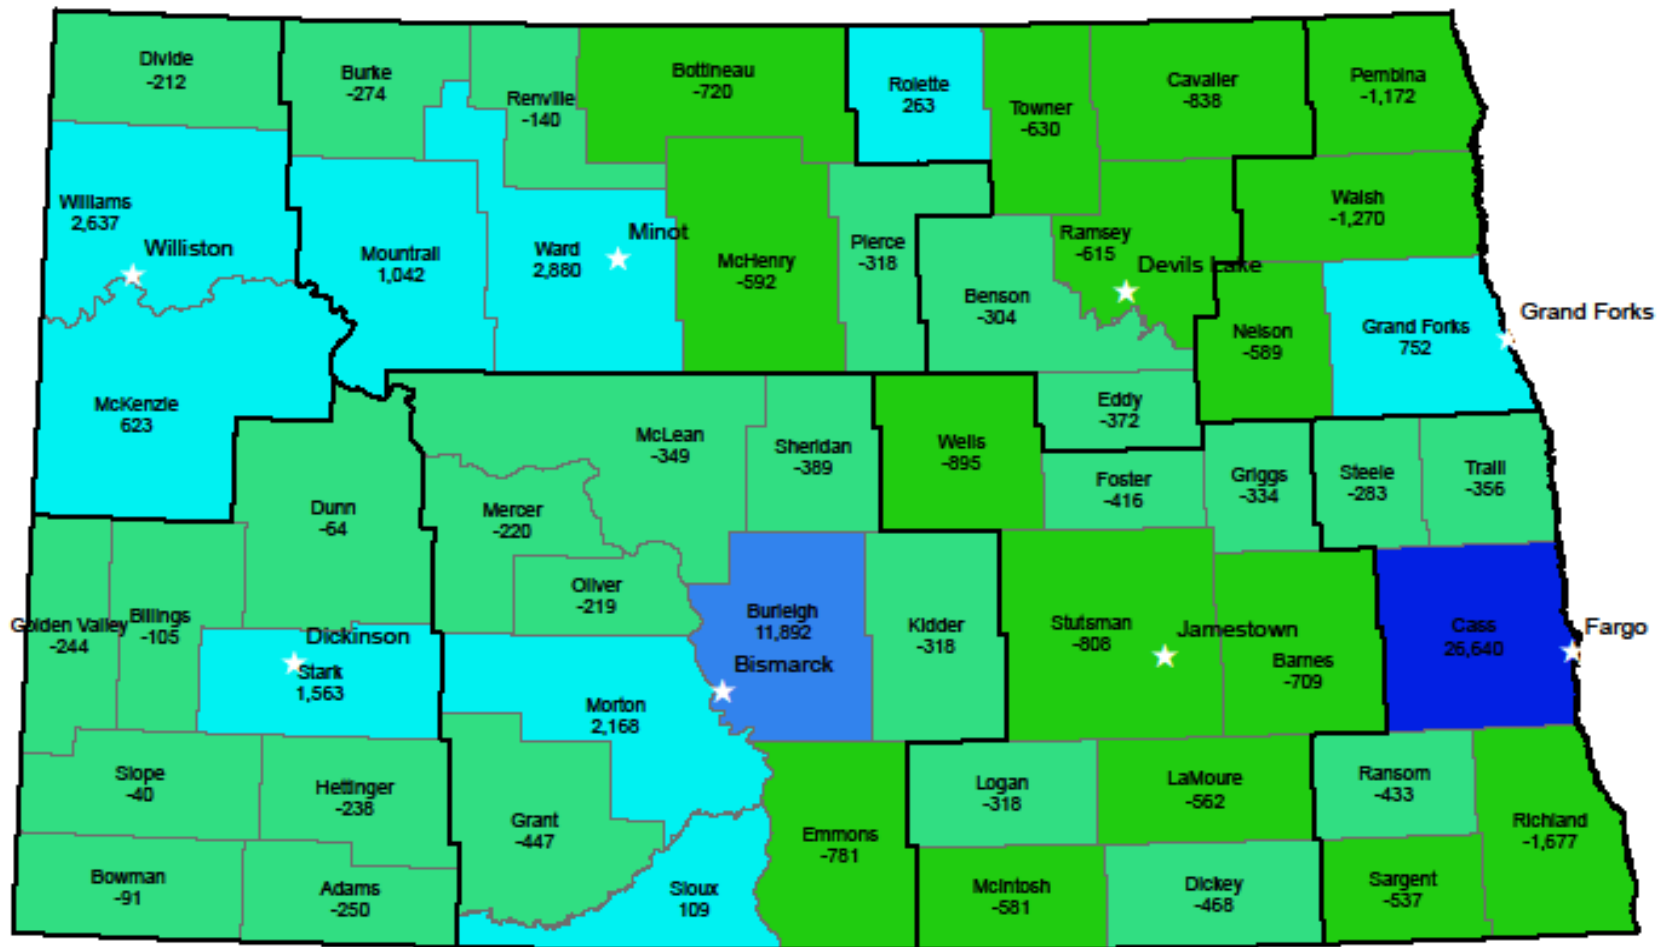 Divide
-212
Burke
-274
Renville
-140
Bottineau
-720
Rolette
263
Towner
-630
Cavalier
-838
Pembina
-1,172
Williams
2,637
Williston
Mountrail
1,042
Ward
2,880
Minot
McHenry
-592
Pierce
-318
Benson
-304
Ramsey
-615
Devils Lake
Walsh
-1,270
Nelson
-589
Grand Forks
752
Grand Forks
McKenzie
623
Dunn
-64
McLean
-349
Sheridan
-389
Wells
-895
Eddy
-372
Foster
-416
Griggs
-334
Steele
-283
Traill
-356
Mercer
-220
Oliver
-219
Golden Valley
-244
Billings
-105
Dickinson
Stark
1,563
Morton
2,168
Burleigh
11,892
Bismarck
Kidder
-318
Stutsman
-808
Jamestown
Barnes
-709
Cass
26,640
Fargo
Slope
-40
Hettinger
-238
Grant
-447
Emmons
-781
Logan
-318
LaMoure
-562
Ransom
-433
Richland
-1,677
Bowman
-91
Adams
-250
Sioux
109
McIntosh
-581
Dickey
-468
Sargent
-537